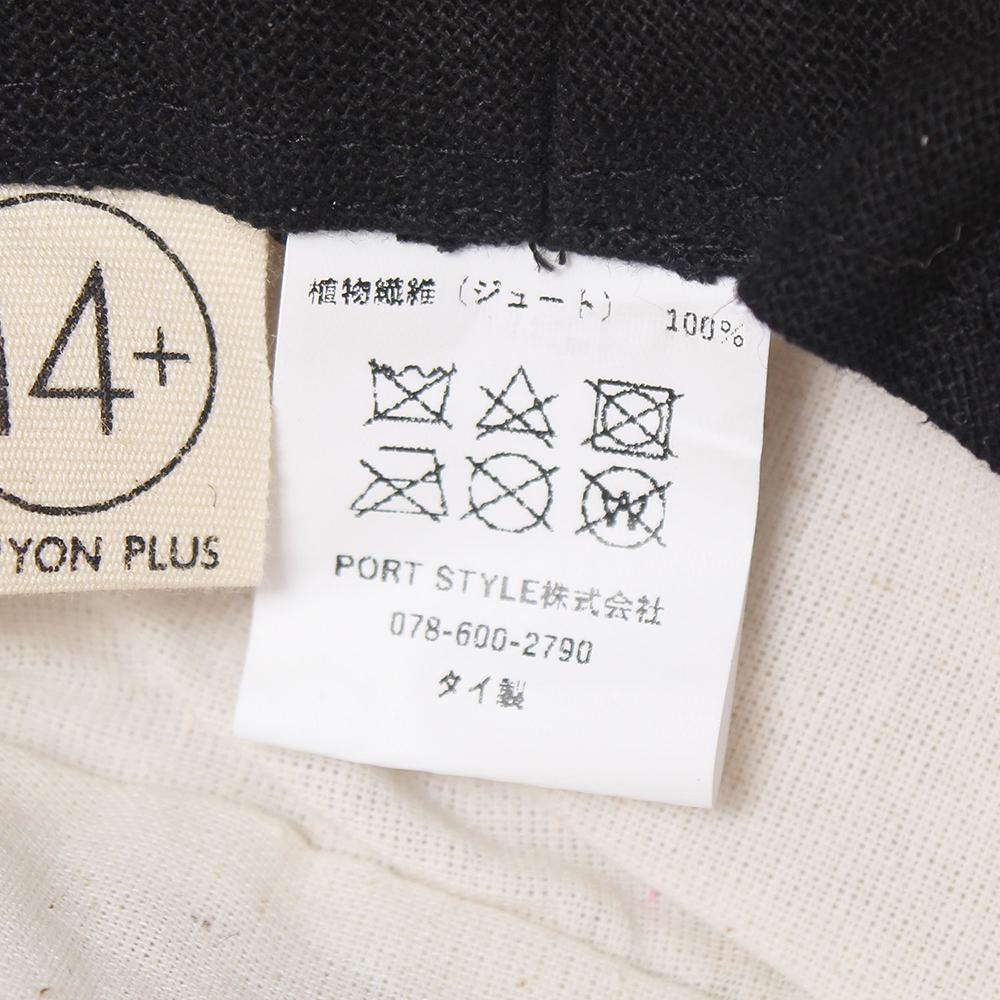 4+
YON PLUS
植物繊維（ジュート） 100%
W
PORT STYLE株式会社
078-600-2790
タイ製